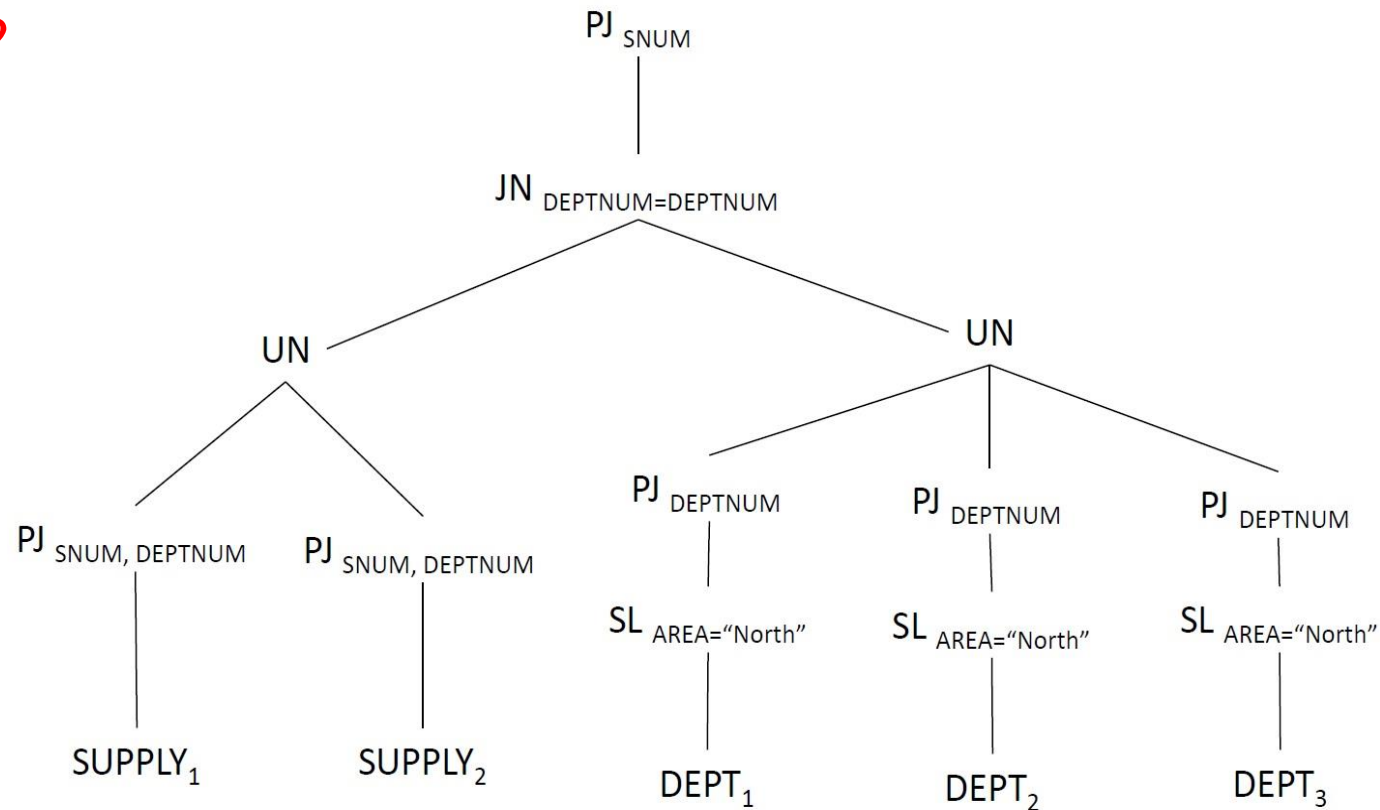 PJ SNUM
JN DEPTNUM=DEPTNUM
UN
UN
PJ SNUM, DEPTNUM
PJ SNUM, DEPTNUM
PJ DEPTNUM
PJ DEPTNUM
PJ DEPTNUM
SL AREA=“North”
SL AREA=“North”
SL AREA=“North”
SUPPLY₁
SUPPLY₂
DEPT₁
DEPT₂
DEPT₃